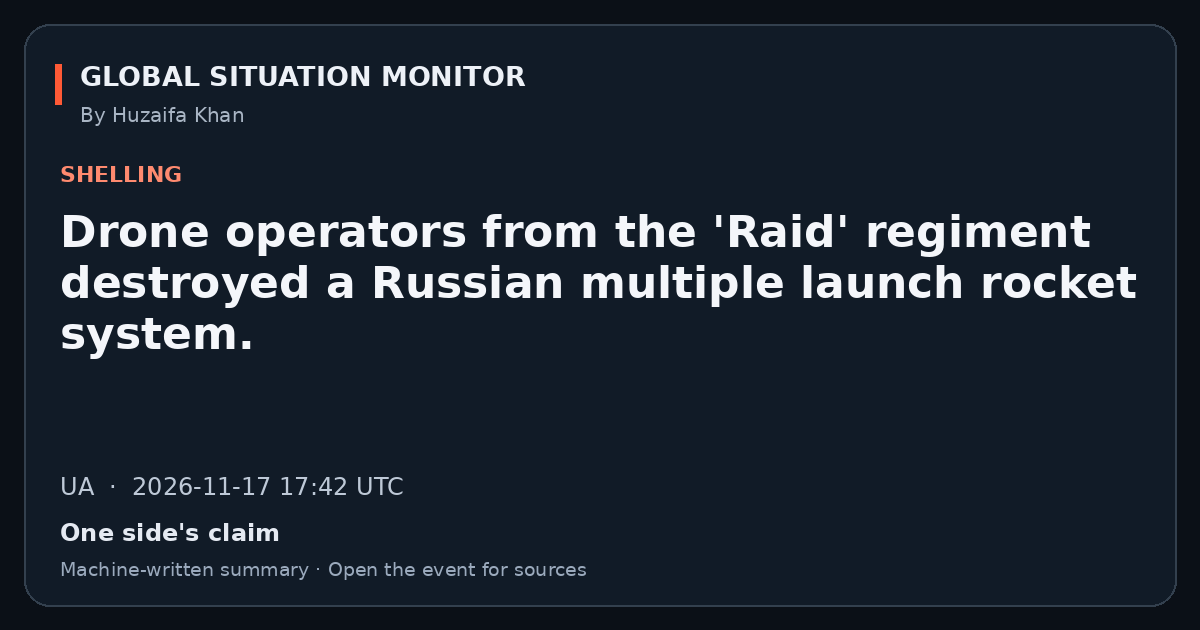 GLOBAL SITUATION MONITOR
By Huzaifa Khan
SHELLING
Drone operators from the 'Raid' regiment
destroyed a Russian multiple launch rocket
system.
UA · 2026-11-17 17:42 UTC
One side's claim
Machine-written summary · Open the event for sources